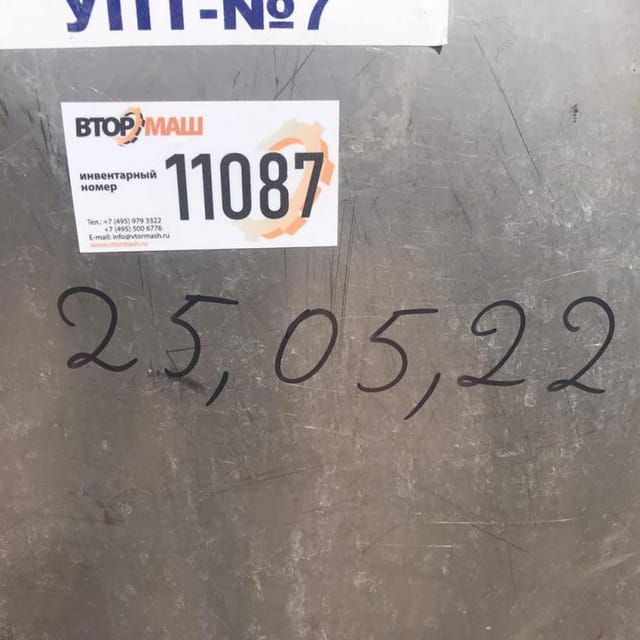 УПТ-№7
ВТОРМАШ
инвентарный
номер
11087
Тел.: +7 (495) 979 3322
+7 (495) 500 6776
E-mail: info@vtormash.ru
www.vtormash.ru
25,05,22